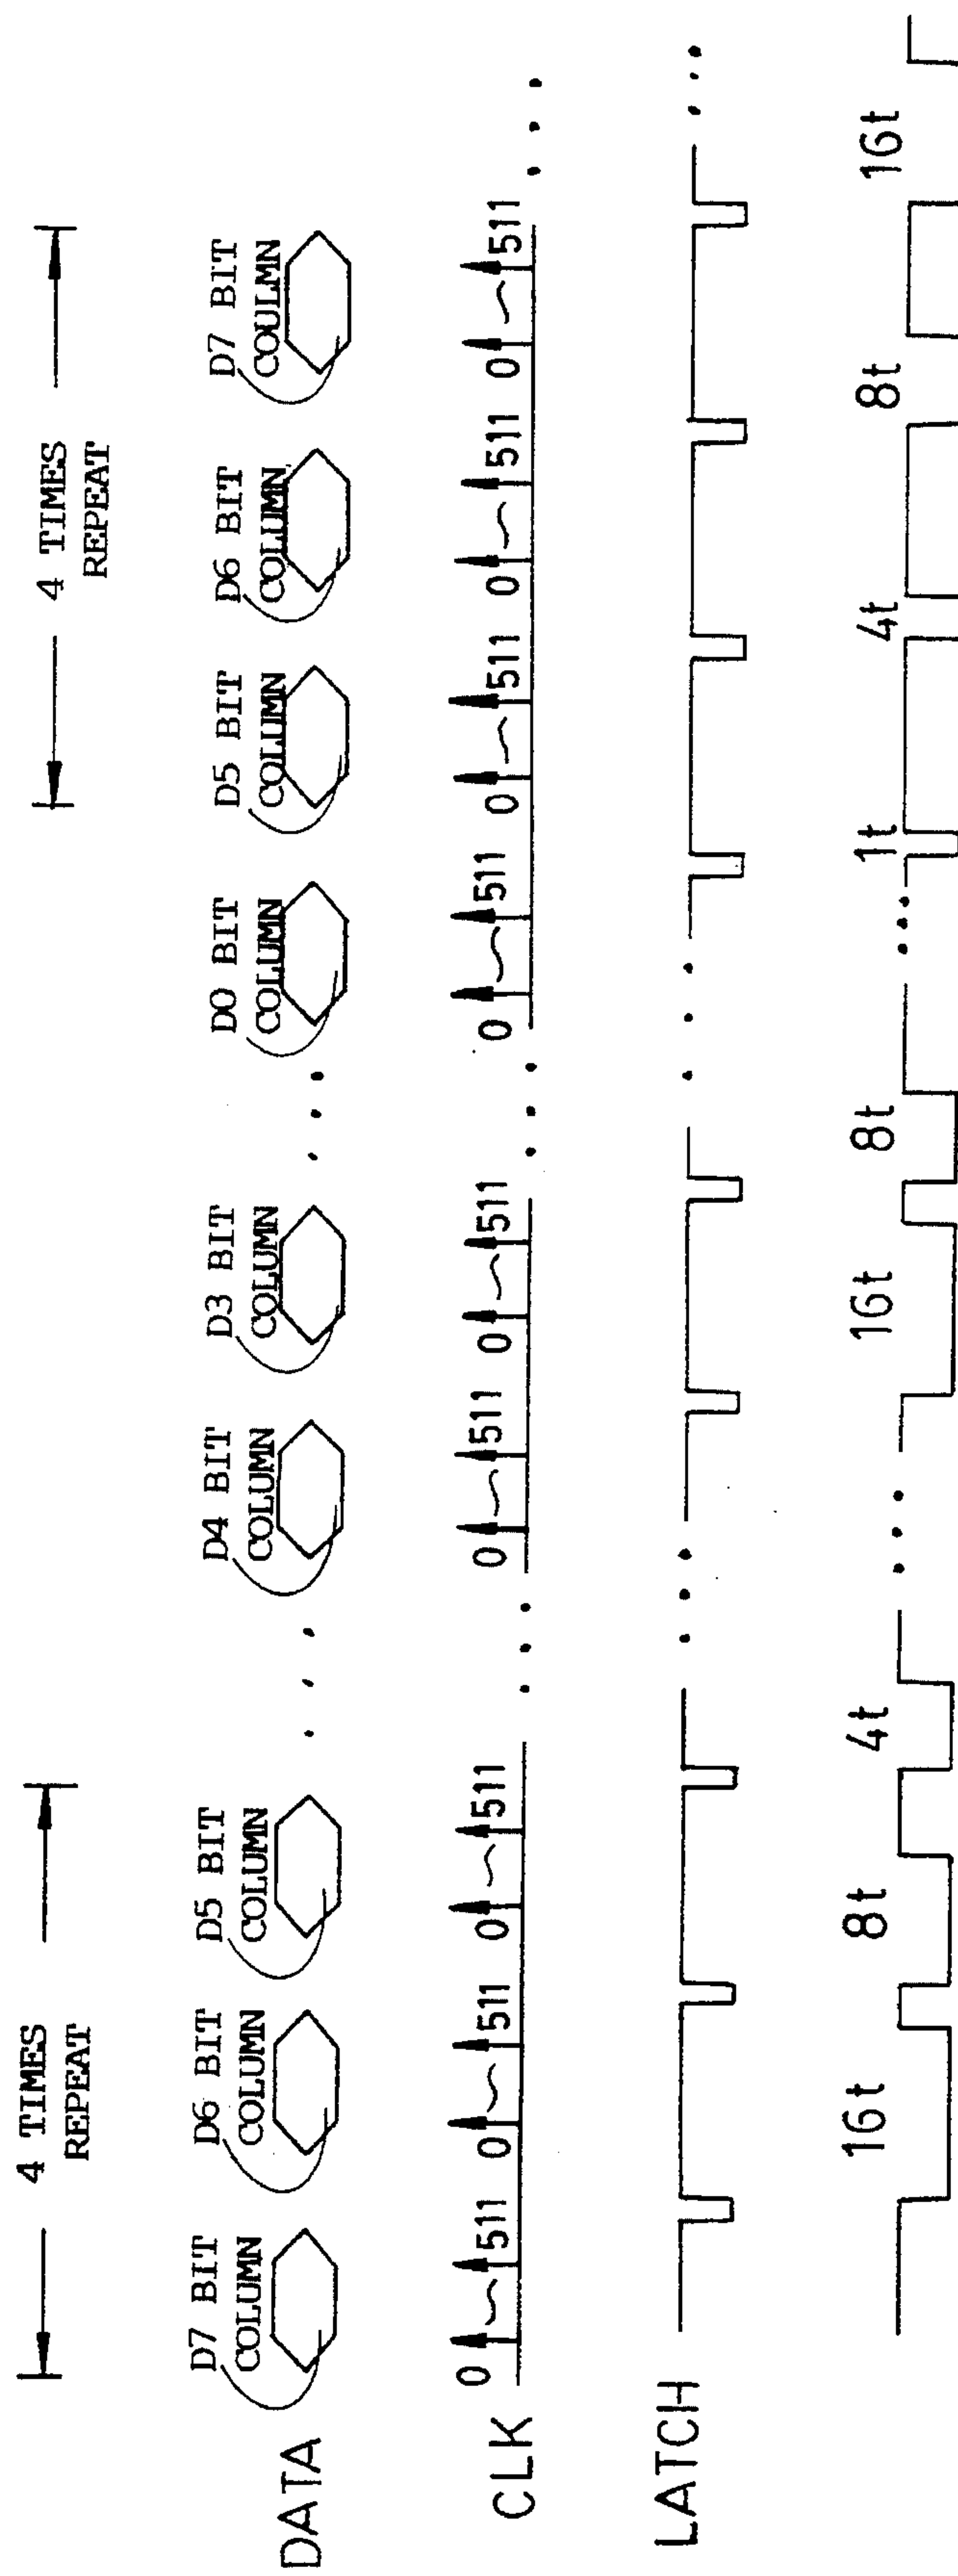 4 TIMES
REPEAT
4 TIMES
REPEAT
DATA
D7 BIT
COLUMN
D6 BIT
COLUMN
D5 BIT
COLUMN
D4 BIT
COLUMN
D3 BIT
COLUMN
D0 BIT
COLUMN
D5 BIT
COLUMN
D6 BIT
COLUMN
D7 BIT
COULMN
CLK
0 511
0 511
0 511
0 511
0 511
0 511
0 511
0 511
0 511
LATCH
16t
8t
4t
16t
8t
1t
4t
8t
16t